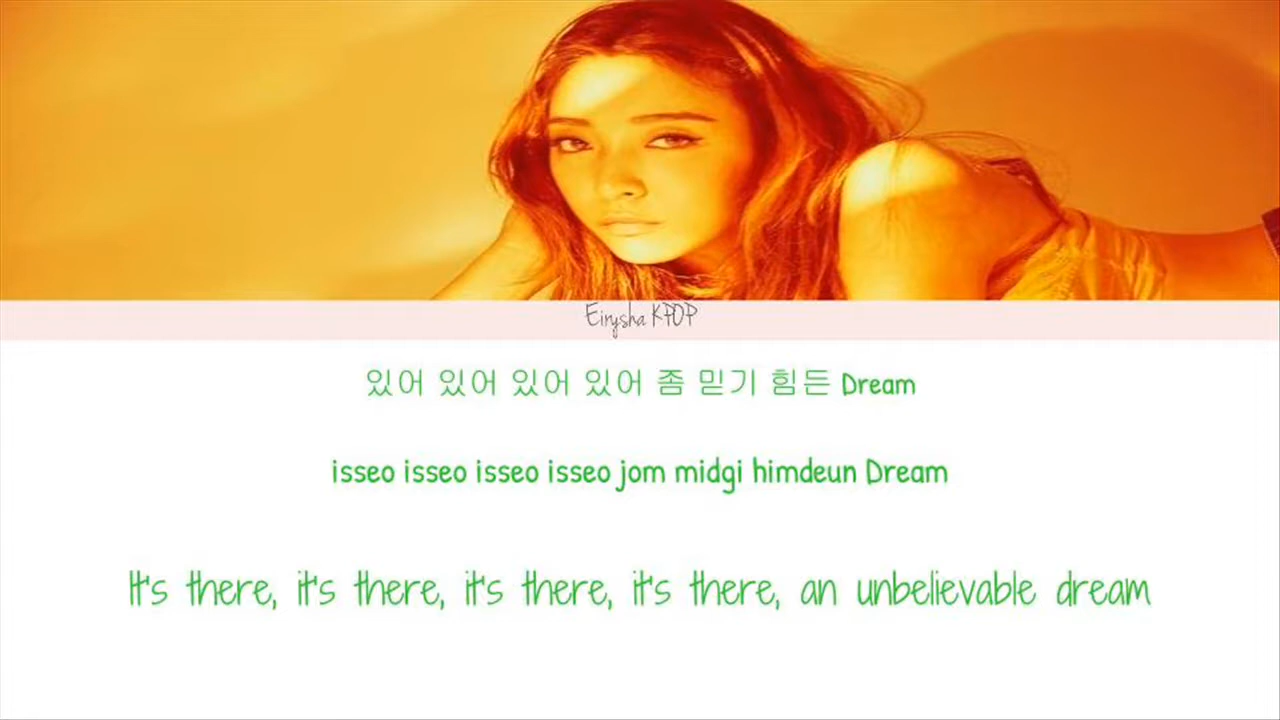 Eirysha KPOP
있어 있어 있어 있어 좀 믿기 힘든 Dream
isseo isseo isseo isseo jom midgi himdeun Dream
It's there, it's there, it's there, it's there, an unbelievable dream